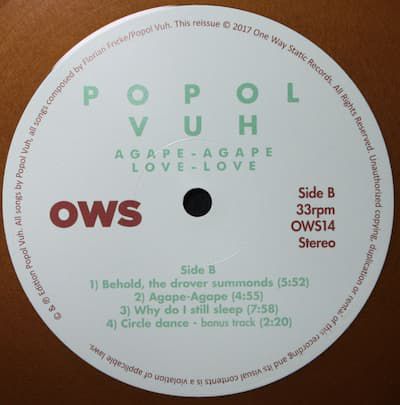 © & ℗ Edition Popol Vuh. All songs by Popol Vuh, all songs composed by Florian Fricke/Popol Vuh. This reissue © 2017 One Way Static Records. All Rights Reserved. Unauthorized copying, duplication or rental of this recording and its visual contents is a violation of applicable laws.
POPOL
VUH
AGAPE-AGAPE
LOVE-LOVE
OWS
Side B
33rpm
OWS14
Stereo
Side B
1) Behold, the drover summonds (5:52)
2) Agape-Agape (4:55)
3) Why do I still sleep (7:58)
4) Circle dance - bonus track (2:20)